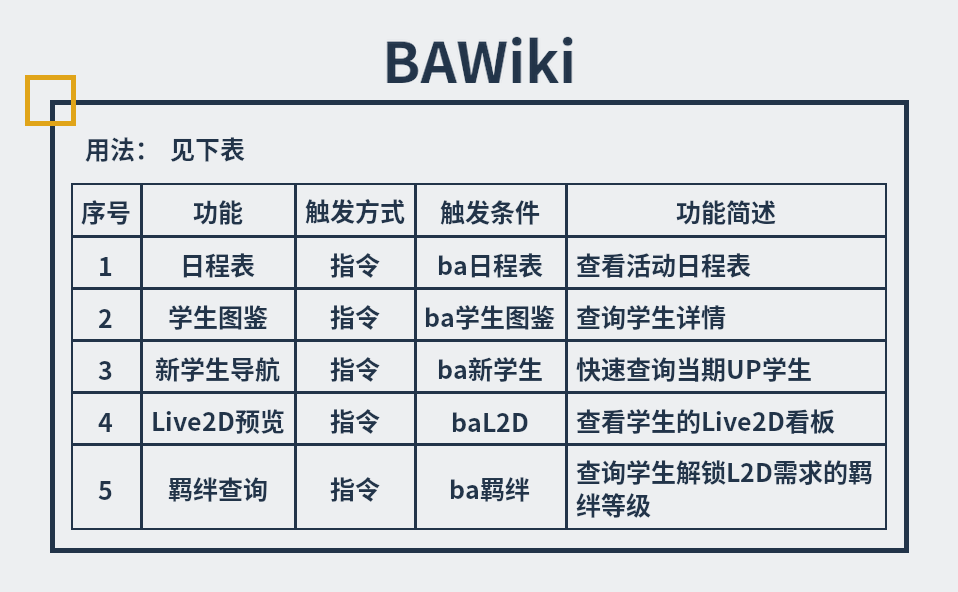 BAWiki
用法： 见下表
序号 功能 触发方式 触发条件 功能简述
1 日程表 指令 ba日程表 查看活动日程表
2 学生图鉴 指令 ba学生图鉴 查询学生详情
3 新学生导航 指令 ba新学生 快速查询当期UP学生
4 Live2D预览 指令 baL2D 查看学生的Live2D看板
5 羁绊查询 指令 ba羁绊 查询学生解锁L2D需求的羁
绊等级